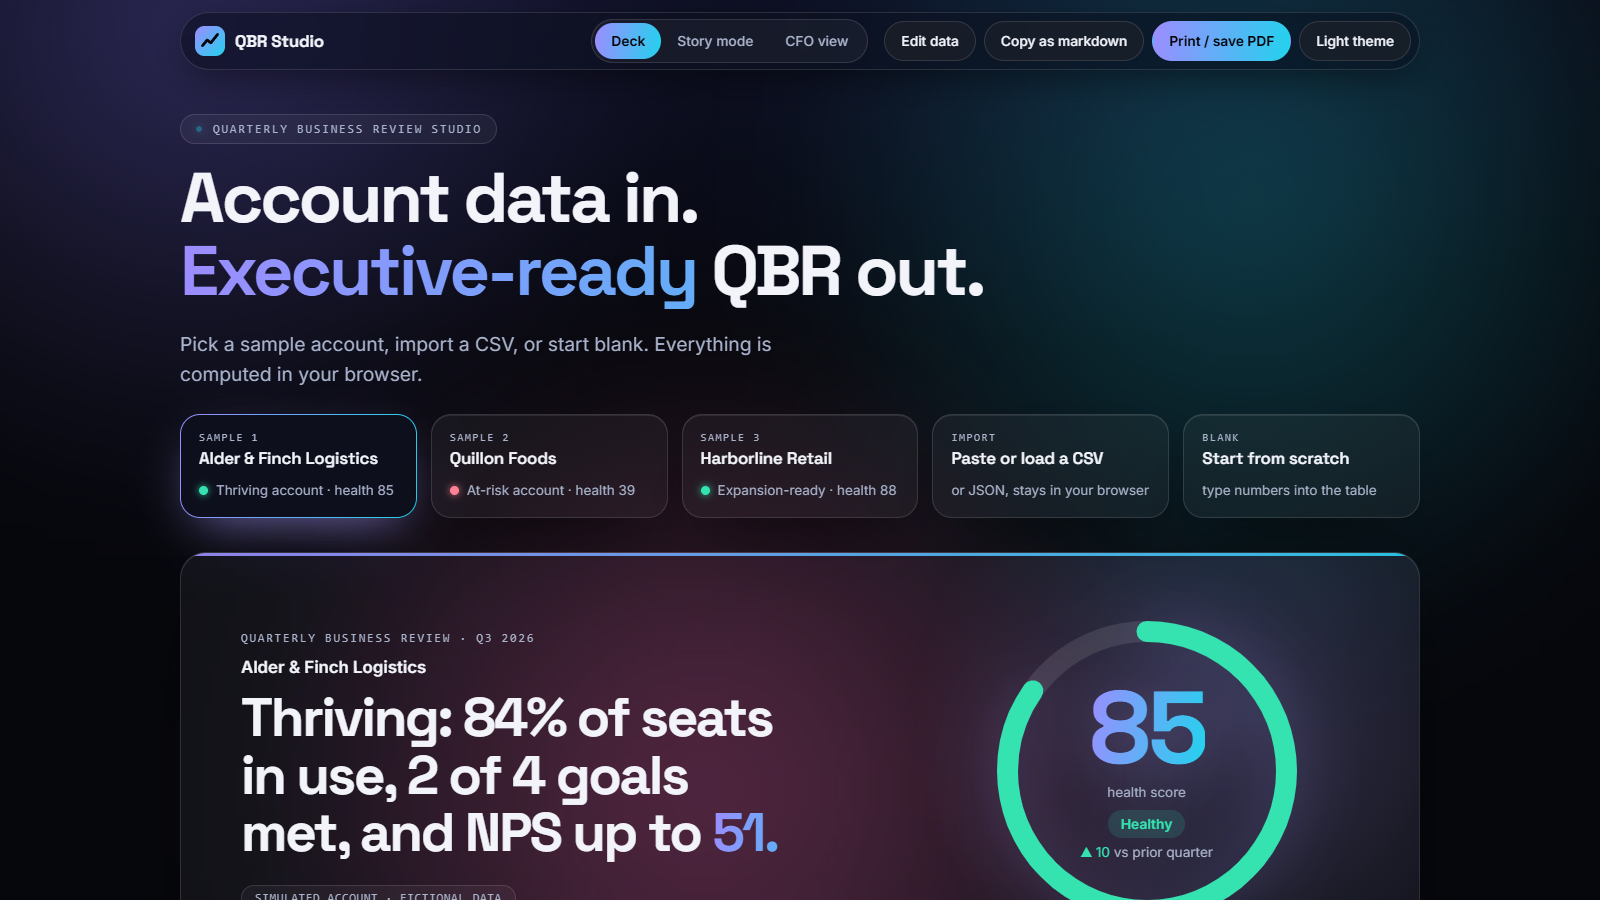 QBR Studio
Deck
Story mode
CFO view
Edit data
Copy as markdown
Print / save PDF
Light theme
QUARTERLY BUSINESS REVIEW STUDIO
Account data in.
Executive-ready QBR out.
Pick a sample account, import a CSV, or start blank. Everything is
computed in your browser.
SAMPLE 1
Alder & Finch Logistics
Thriving account · health 85
SAMPLE 2
Quillon Foods
At-risk account · health 39
SAMPLE 3
Harborline Retail
Expansion-ready · health 88
IMPORT
Paste or load a CSV
or JSON, stays in your browser
BLANK
Start from scratch
type numbers into the table
QUARTERLY BUSINESS REVIEW · Q3 2026
Alder & Finch Logistics
Thriving: 84% of seats
in use, 2 of 4 goals
met, and NPS up to 51.
SIMULATED ACCOUNT · FICTIONAL DATA
85
health score
Healthy
▲ 10 vs prior quarter